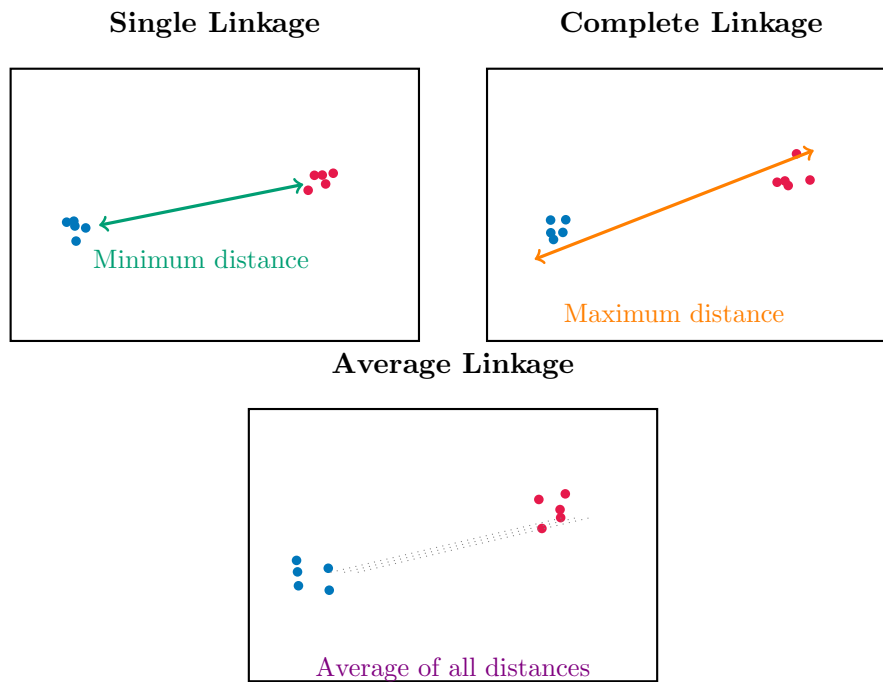 Single Linkage
Complete Linkage
Minimum distance
Maximum distance
Average Linkage
Average of all distances